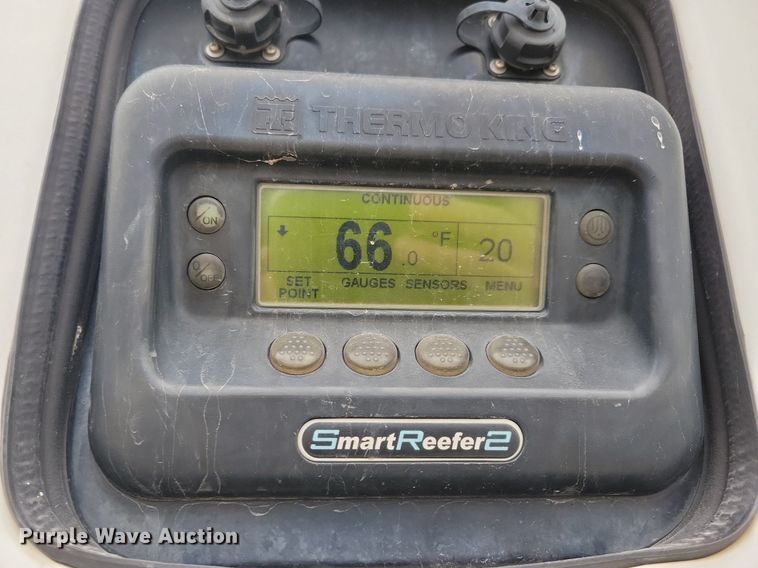 THERMO KING
CONTINUOUS
I/ON
66.0 °F 20
O/OFF
SET POINT
GAUGES SENSORS MENU
SmartReefer2
Purple Wave Auction